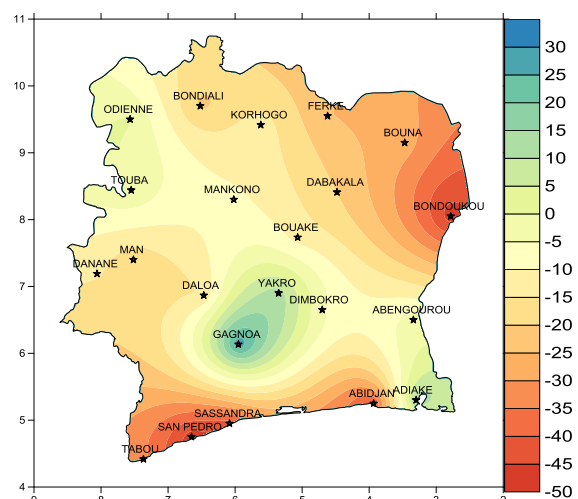 11
10
9
8
7
6
5
4
30
25
20
15
10
5
0
-5
-10
-15
-20
-25
-30
-35
-40
-45
-50
BONDIALI
ODIENNE
FERKE
KORHOGO
BOUNA
TOUBA
DABAKALA
MANKONO
BONDOUKOU
BOUAKE
MAN
DANANE
DALOA
YAKRO
DIMBOKRO
ABENGOUROU
GAGNOA
ADIAKE
ABIDJAN
SASSANDRA
SAN PEDRO
TABOU